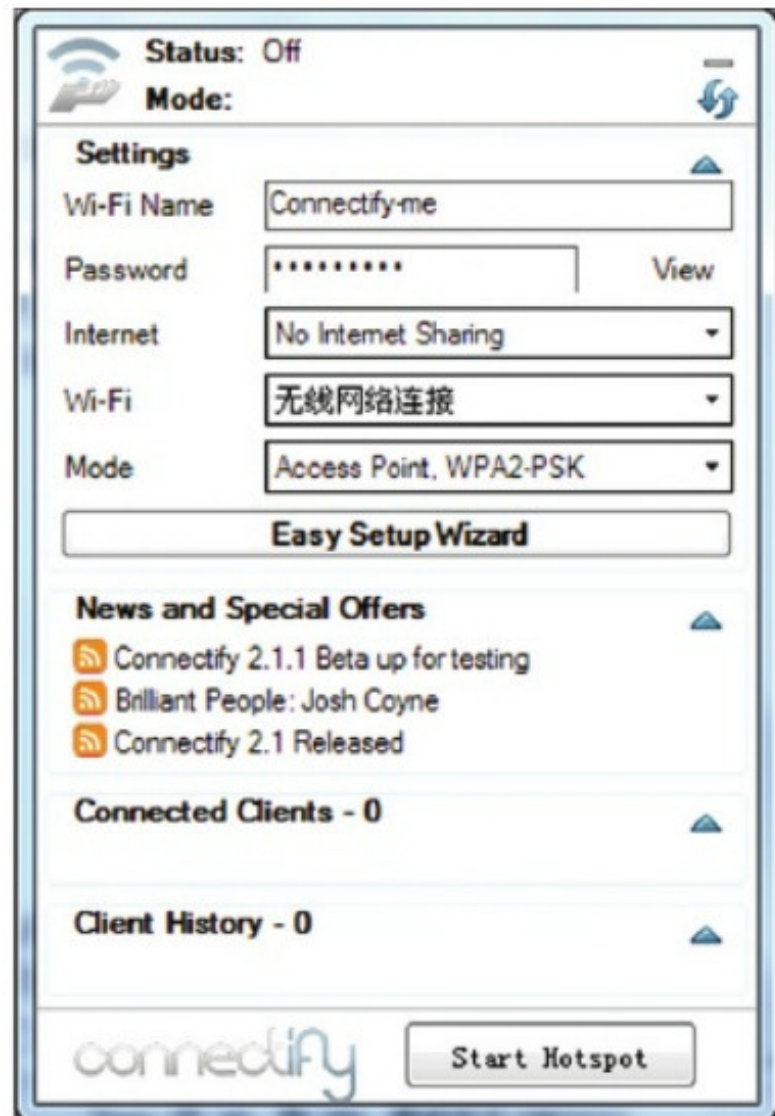 Status: Off
Mode:
Settings
Wi-Fi Name Connectify-me
Password ••••••••• View
Internet No Internet Sharing
Wi-Fi 无线网络连接
Mode Access Point, WPA2-PSK
Easy Setup Wizard
News and Special Offers
Connectify 2.1.1 Beta up for testing
Brilliant People: Josh Coyne
Connectify 2.1 Released
Connected Clients - 0
Client History - 0
connectify Start Hotspot